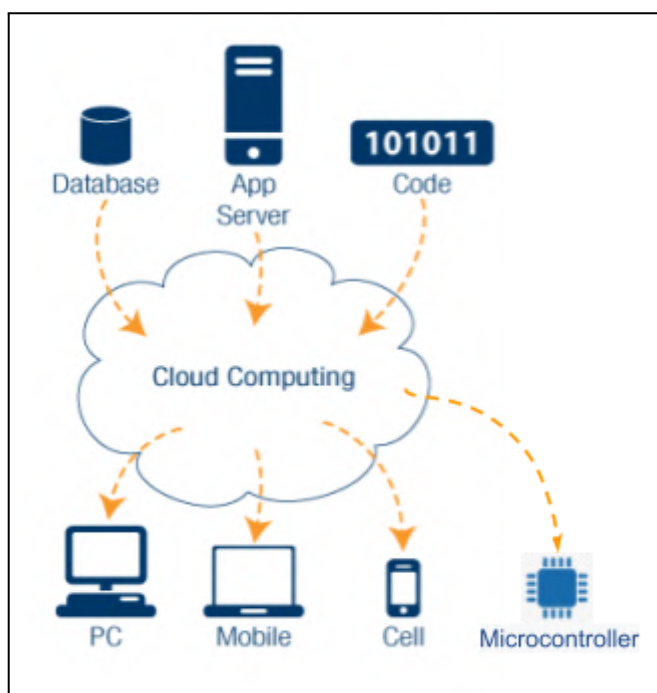 101011
Database
App
Server
Code
Cloud Computing
PC
Mobile
Cell
Microcontroller